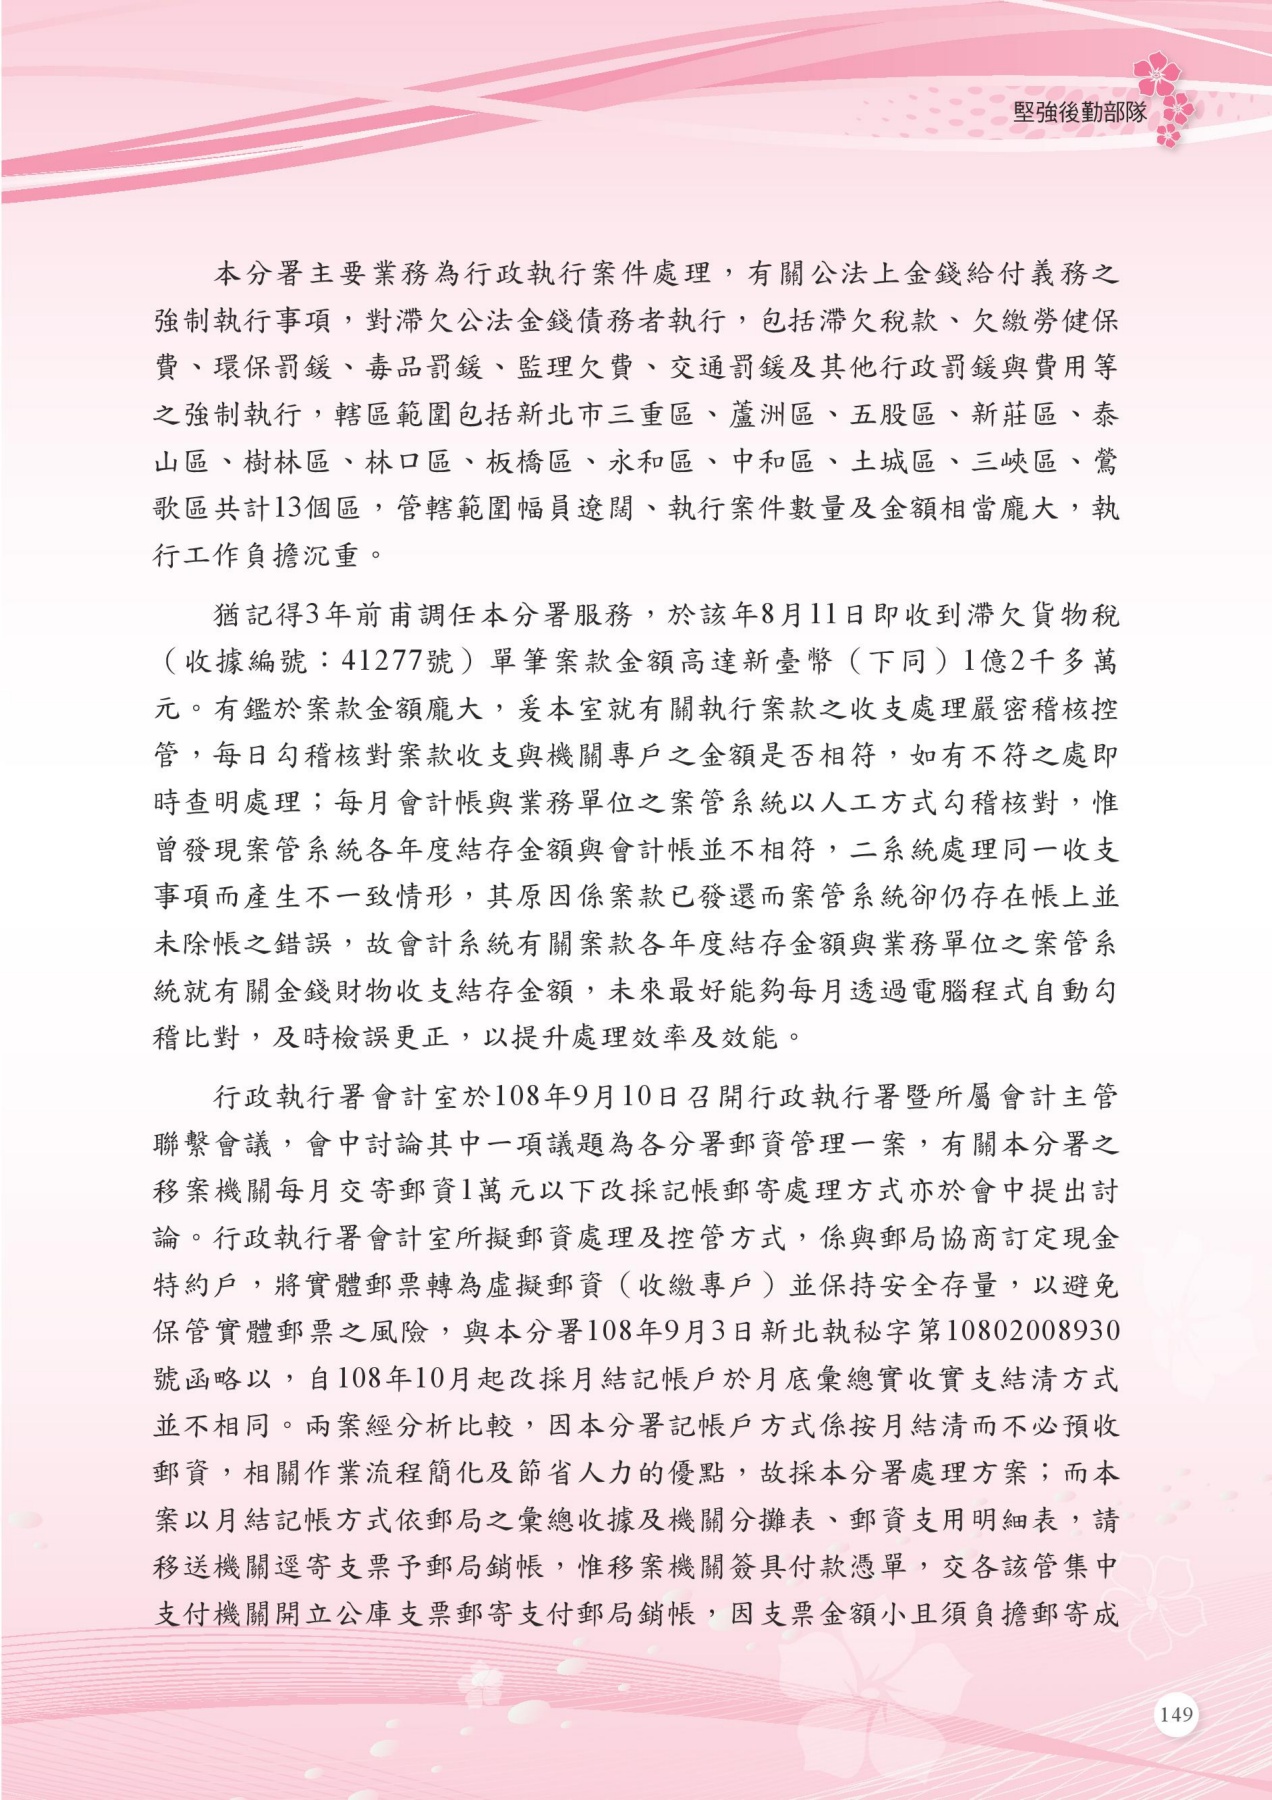 堅強後勤部隊
本分署主要業務為行政執行案件處理，有關公法上金錢給付義務之
強制執行事項，對滯欠公法金錢債務者執行，包括滯欠稅款、欠繳勞健保
費、環保罰鍰、毒品罰鍰、監理欠費、交通罰鍰及其他行政罰鍰與費用等
之強制執行，轄區範圍包括新北市三重區、蘆洲區、五股區、新莊區、泰
山區、樹林區、林口區、板橋區、永和區、中和區、土城區、三峽區、鶯
歌區共計13個區，管轄範圍幅員遼闊、執行案件數量及金額相當龐大，執
行工作負擔沉重。
猶記得3年前甫調任本分署服務，於該年8月11日即收到滯欠貨物稅
（收據編號：41277號）單筆案款金額高達新臺幣（下同）1億2千多萬
元。有鑑於案款金額龐大，爰本室就有關執行案款之收支處理嚴密稽核控
管，每日勾稽核對案款收支與機關專戶之金額是否相符，如有不符之處即
時查明處理；每月會計帳與業務單位之案管系統以人工方式勾稽核對，惟
曾發現案管系統各年度結存金額與會計帳並不相符，二系統處理同一收支
事項而產生不一致情形，其原因係案款已發還而案管系統卻仍存在帳上並
未除帳之錯誤，故會計系統有關案款各年度結存金額與業務單位之案管系
統就有關金錢財物收支結存金額，未來最好能夠每月透過電腦程式自動勾
稽比對，及時檢誤更正，以提升處理效率及效能。
行政執行署會計室於108年9月10日召開行政執行署暨所屬會計主管
聯繫會議，會中討論其中一項議題為各分署郵資管理一案，有關本分署之
移案機關每月交寄郵資1萬元以下改採記帳郵寄處理方式亦於會中提出討
論。行政執行署會計室所擬郵資處理及控管方式，係與郵局協商訂定現金
特約戶，將實體郵票轉為虛擬郵資（收繳專戶）並保持安全存量，以避免
保管實體郵票之風險，與本分署108年9月3日新北執秘字第10802008930
號函略以，自108年10月起改採月結記帳戶於月底彙總實收實支結清方式
並不相同。兩案經分析比較，因本分署記帳戶方式係按月結清而不必預收
郵資，相關作業流程簡化及節省人力的優點，故採本分署處理方案；而本
案以月結記帳方式依郵局之彙總收據及機關分攤表、郵資支用明細表，請
移送機關逕寄支票予郵局銷帳，惟移案機關簽具付款憑單，交各該管集中
支付機關開立公庫支票郵寄支付郵局銷帳，因支票金額小且須負擔郵寄成
149